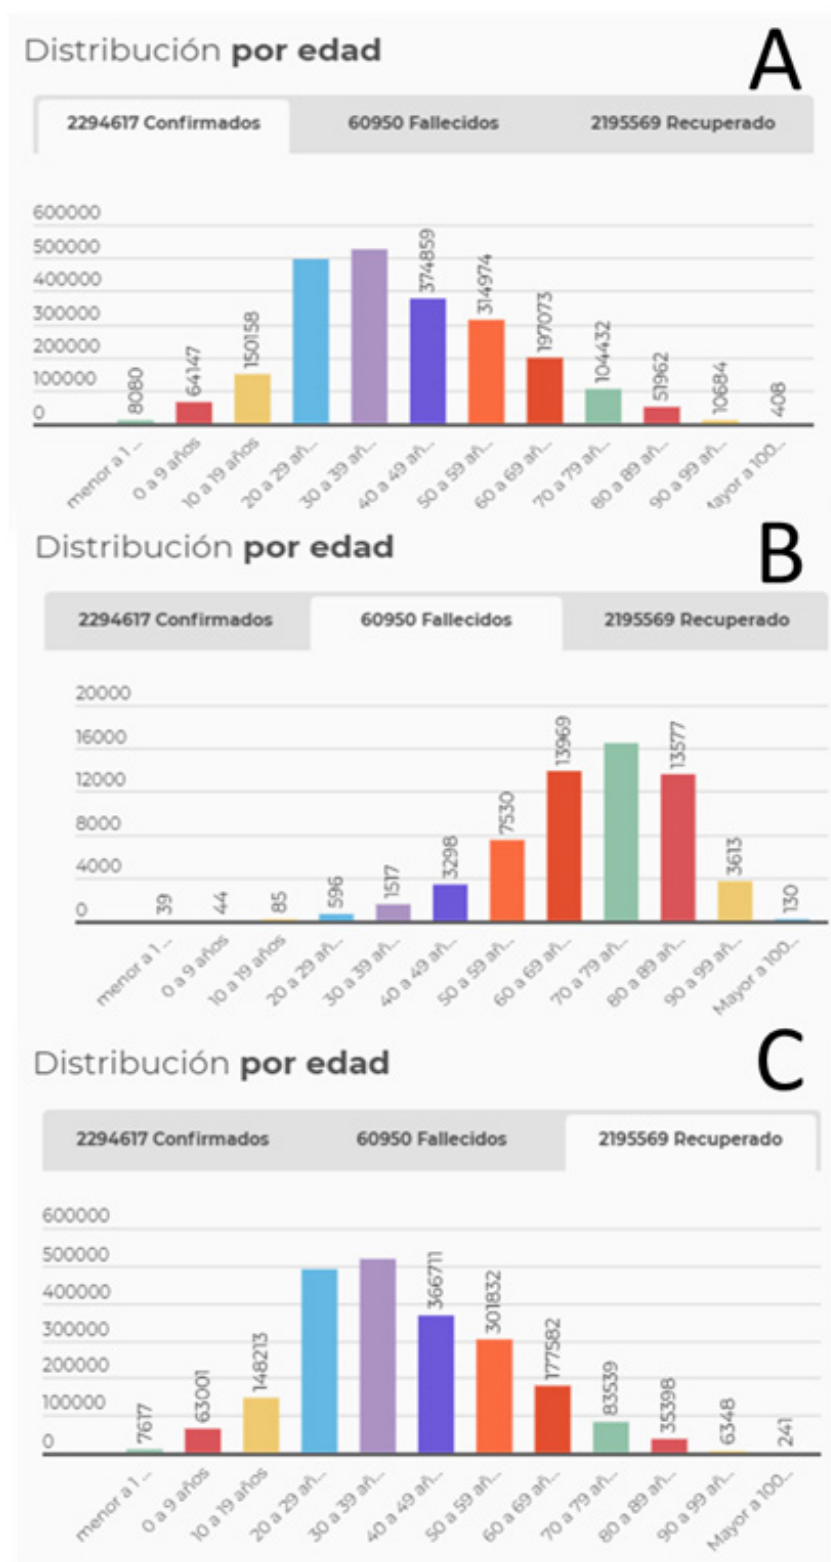 A
Distribución por edad
2294617 Confirmados 60950 Fallecidos 2195569 Recuperado
600000
500000
400000
300000
200000
100000
0
8080
64147
150158
374859
314974
197073
104432
51962
10684
408
menor a 1 ...
0 a 9 años
10 a 19 años
20 a 29 añ...
30 a 39 añ...
40 a 49 añ...
50 a 59 añ...
60 a 69 añ...
70 a 79 añ...
80 a 89 añ...
90 a 99 añ...
ayor a 100...
B
Distribución por edad
2294617 Confirmados 60950 Fallecidos 2195569 Recuperado
20000
16000
12000
8000
4000
0
39
44
85
596
1517
3298
7530
13969
13577
3613
130
menor a 1 ...
0 a 9 años
10 a 19 años
20 a 29 añ...
30 a 39 añ...
40 a 49 añ...
50 a 59 añ...
60 a 69 añ...
70 a 79 añ...
80 a 89 añ...
90 a 99 añ...
Mayor a 100...
C
Distribución por edad
2294617 Confirmados 60950 Fallecidos 2195569 Recuperado
600000
500000
400000
300000
200000
100000
0
7617
63001
148213
366711
301832
177582
83539
35398
6348
241
menor a 1 ...
0 a 9 años
10 a 19 años
20 a 29 añ...
30 a 39 añ...
40 a 49 añ...
50 a 59 añ...
60 a 69 añ...
70 a 79 añ...
80 a 89 añ...
90 a 99 añ...
Mayor a 100...